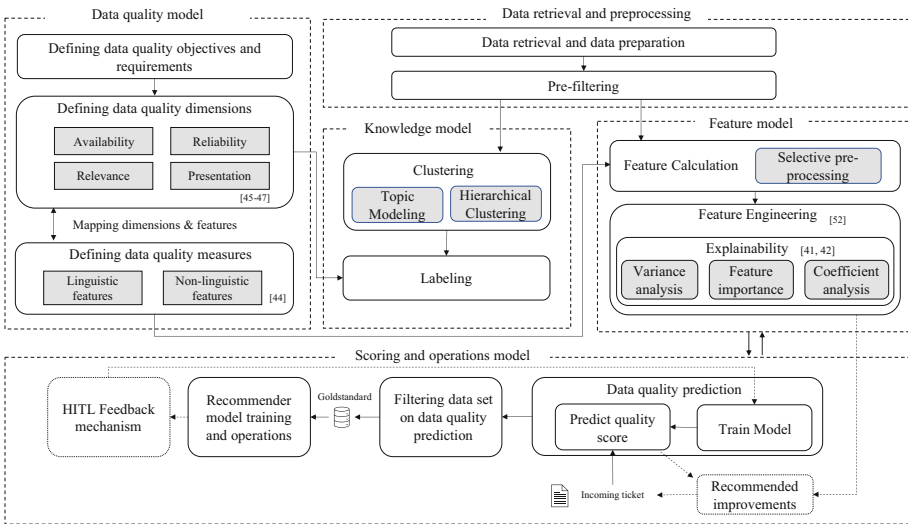 Data quality model
Defining data quality objectives and
requirements
Defining data quality dimensions
Availability
Reliability
Relevance
Presentation
[45-47]
Mapping dimensions & features
Defining data quality measures
Linguistic
features
Non-linguistic
features
[44]
Data retrieval and preprocessing
Data retrieval and data preparation
Pre-filtering
Knowledge model
Clustering
Topic
Modeling
Hierarchical
Clustering
Labeling
Feature model
Feature Calculation
Selective pre-
processing
Feature Engineering
[52]
Explainability
[41, 42]
Variance
analysis
Feature
importance
Coefficient
analysis
Scoring and operations model
HITL Feedback
mechanism
Recommender
model training
and operations
Goldstandard
Filtering data set
on data quality
prediction
Data quality prediction
Predict quality
score
Train Model
Incoming ticket
Recommended
improvements